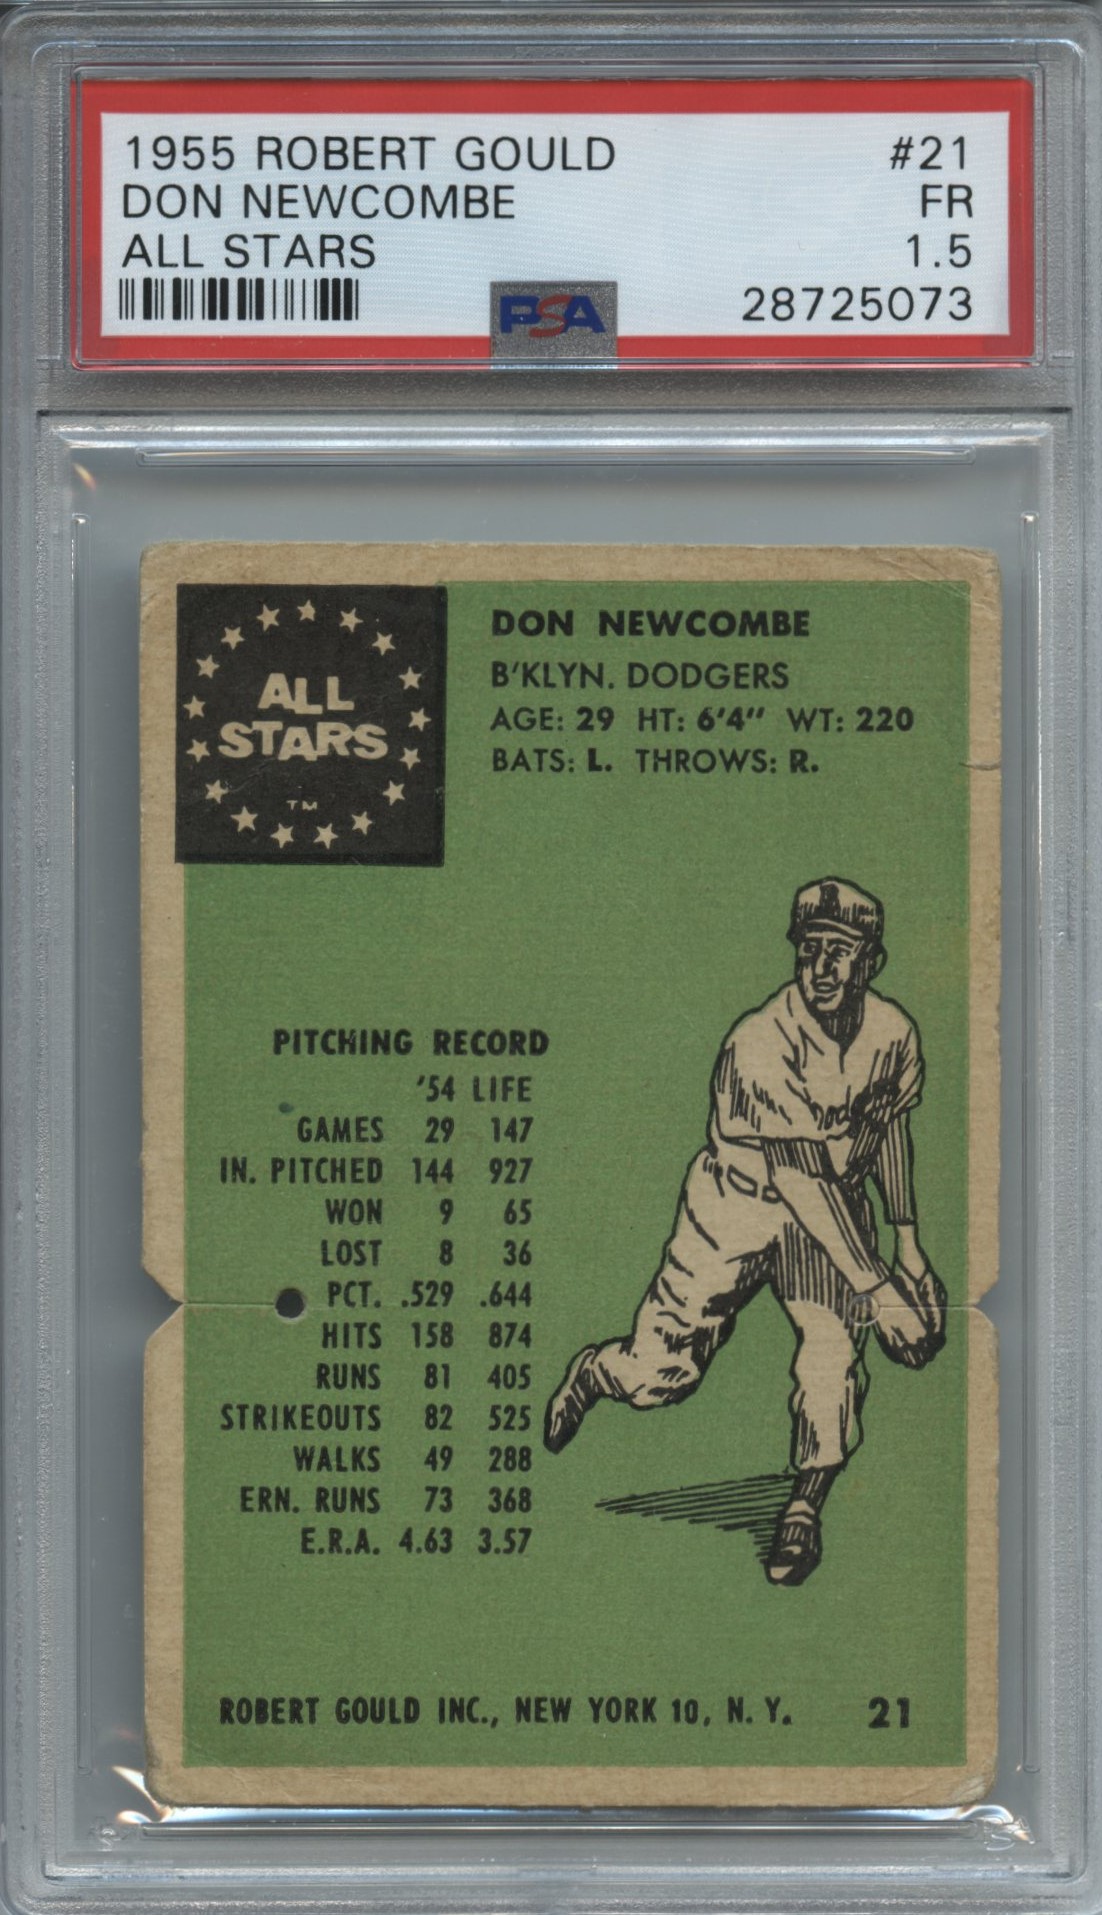 1955 ROBERT GOULD #21
DON NEWCOMBE FR
ALL STARS 1.5
PSA 28725073
ALL
STARS
TM
DON NEWCOMBE
B'KLYN. DODGERS
AGE: 29 HT: 6'4" WT: 220
BATS: L. THROWS: R.
PITCHING RECORD
'54 LIFE
GAMES 29 147
IN. PITCHED 144 927
WON 9 65
LOST 8 36
PCT. .529 .644
HITS 158 874
RUNS 81 405
STRIKEOUTS 82 525
WALKS 49 288
ERN. RUNS 73 368
E.R.A. 4.63 3.57
ROBERT GOULD INC., NEW YORK 10, N. Y. 21